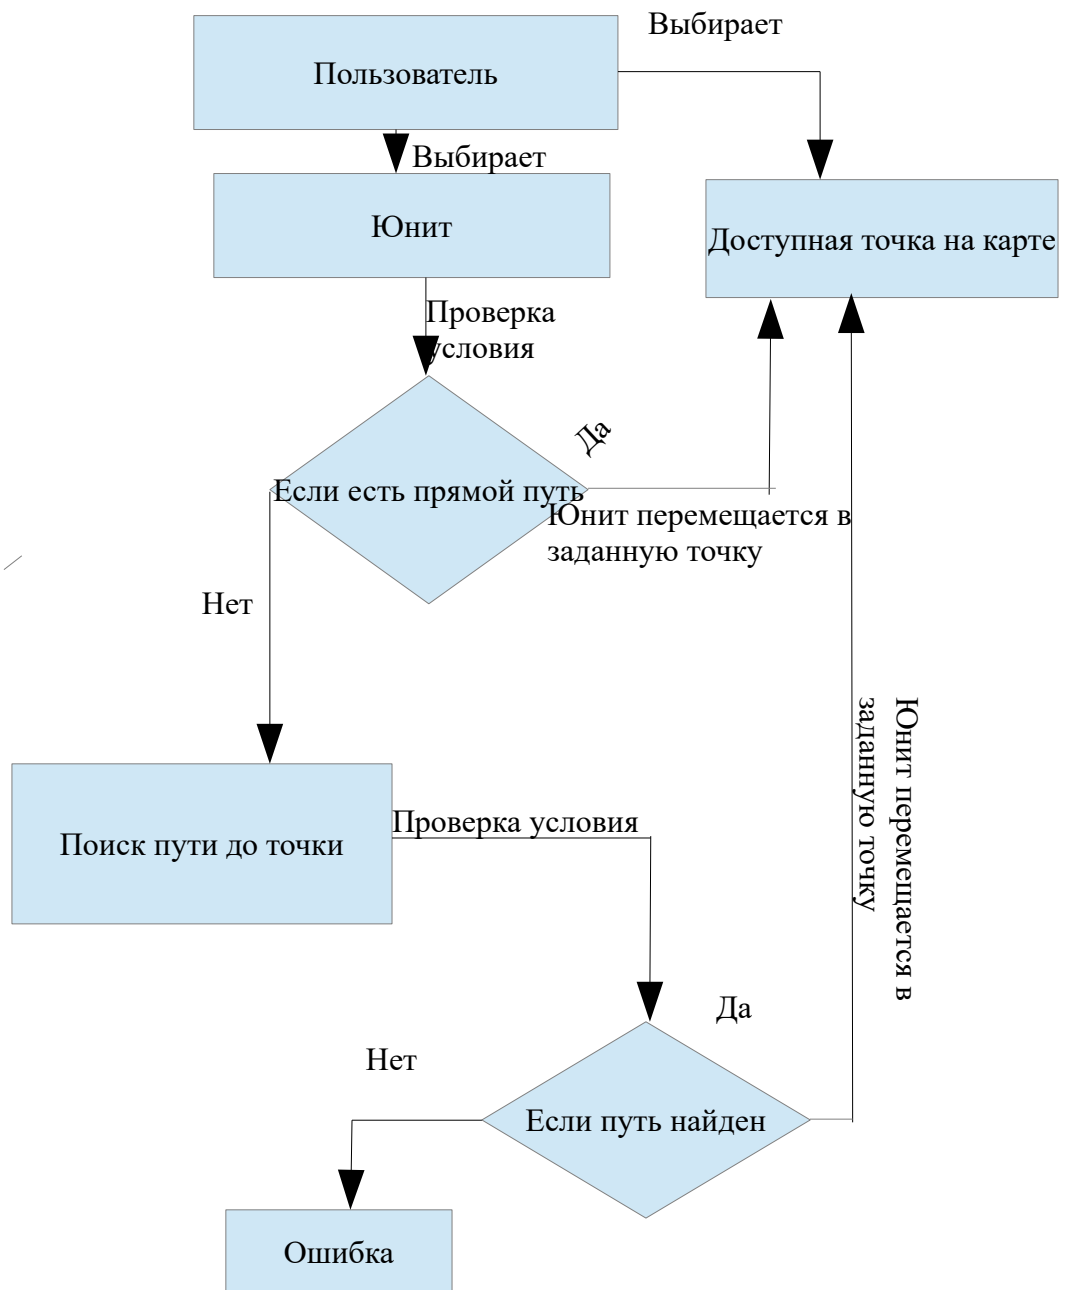 Выбирает
Пользователь
Выбирает
Юнит
Доступная точка на карте
Проверка
условия
Да
Если есть прямой путь
Юнит перемещается в
заданную точку
Нет
Юнит перемещается в
заданную точку
Проверка условия
Поиск пути до точки
Да
Нет
Если путь найден
Ошибка